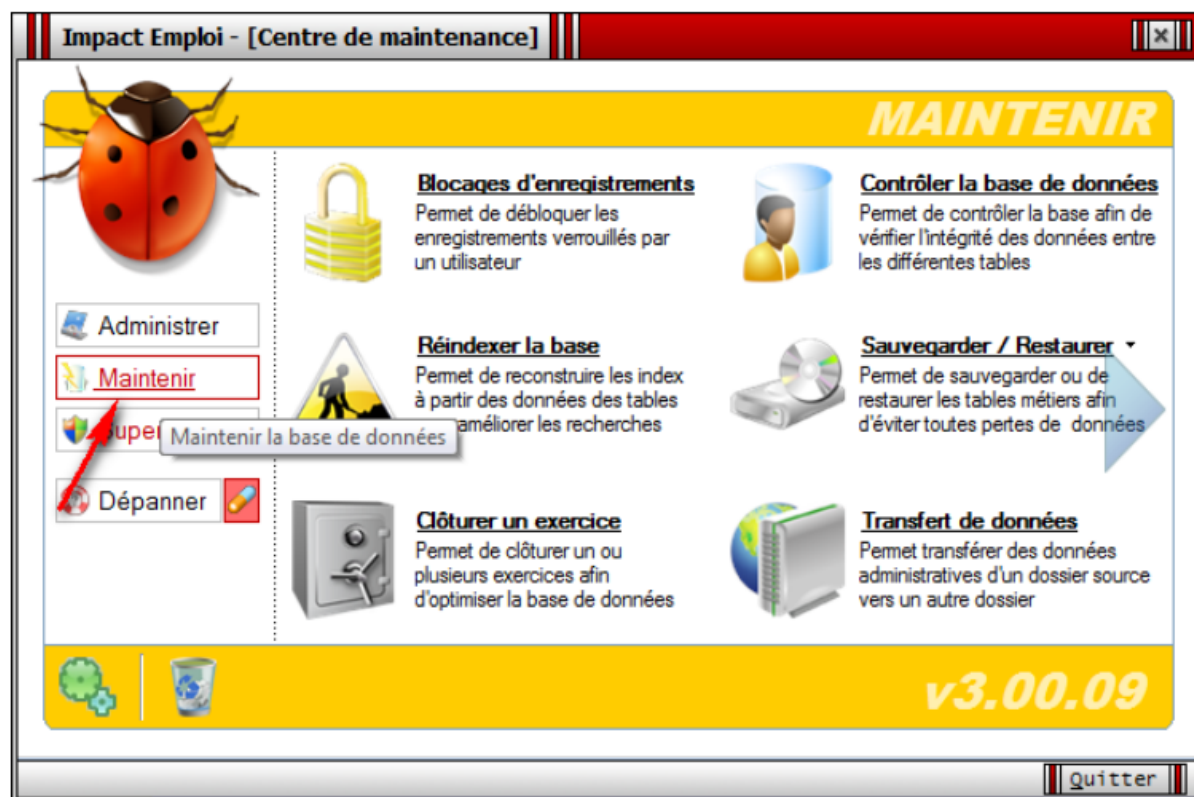 Impact Emploi - [Centre de maintenance]
MAINTENIR
Blocages d'enregistrements
Permet de débloquer les
enregistrements verrouillés par
un utilisateur
Contrôler la base de données
Permet de contrôler la base afin de
vérifier l'intégrité des données entre
les différentes tables
Administrer
Maintenir
Super
Maintenir la base de données
Dépanner
Réindexer la base
Permet de reconstruire les index
à partir des données des tables
améliorer les recherches
Sauvegarder / Restaurer
Permet de sauvegarder ou de
restaurer les tables métiers afin
d'éviter toutes pertes de données
Clôturer un exercice
Permet de clôturer un ou
plusieurs exercices afin
d'optimiser la base de données
Transfert de données
Permet transférer des données
administratives d'un dossier source
vers un autre dossier
v3.00.09
Quitter